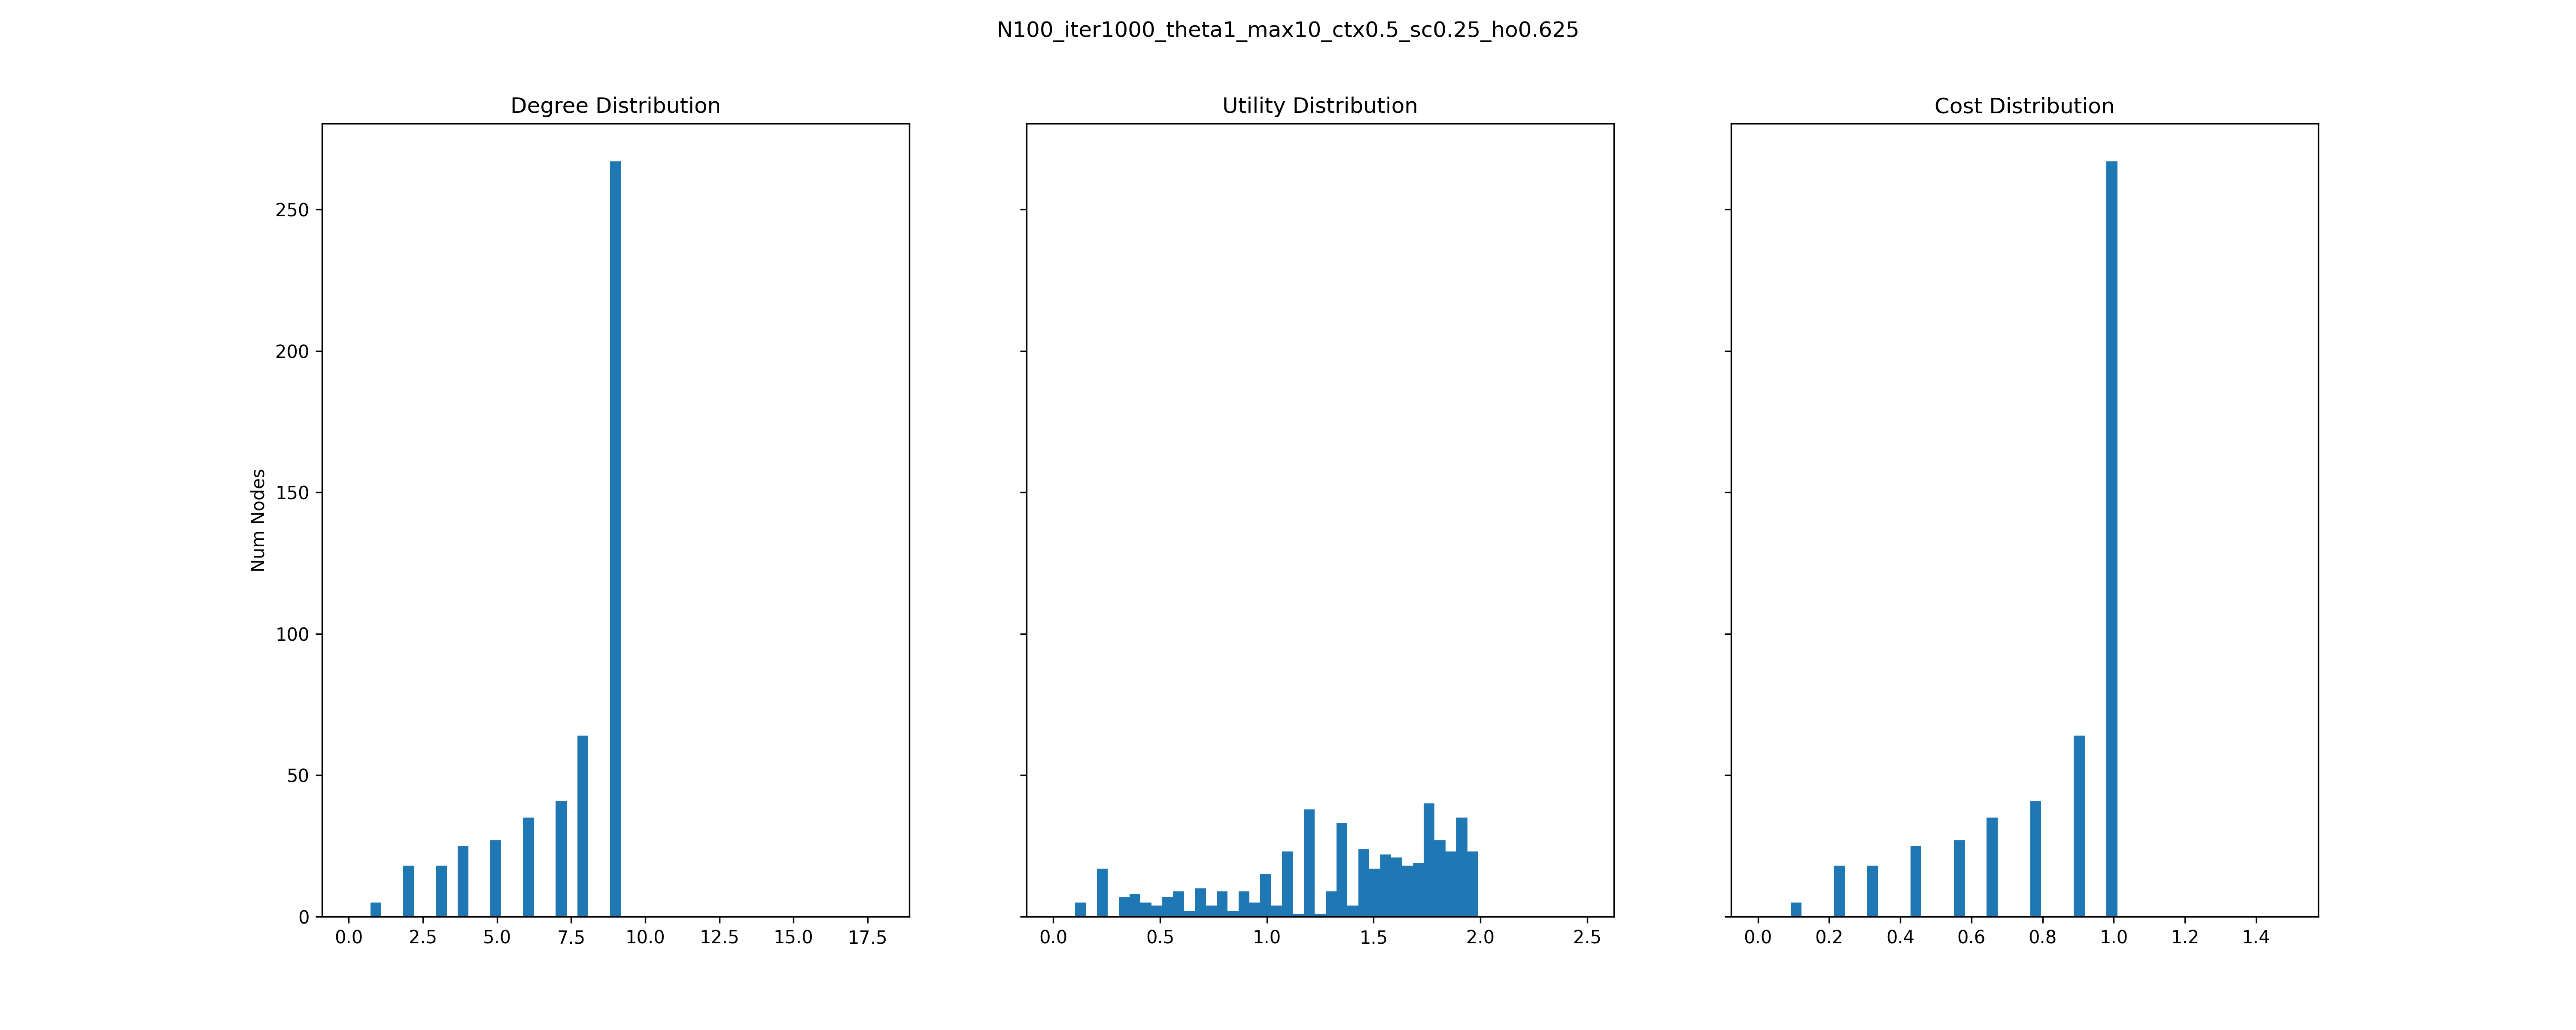 N100_iter1000_theta1_max10_ctx0.5_sc0.25_ho0.625
Degree Distribution
Utility Distribution
Cost Distribution
Num Nodes
250
200
150
100
50
0
0.0 2.5 5.0 7.5 10.0 12.5 15.0 17.5
0.0 0.5 1.0 1.5 2.0 2.5
0.0 0.2 0.4 0.6 0.8 1.0 1.2 1.4